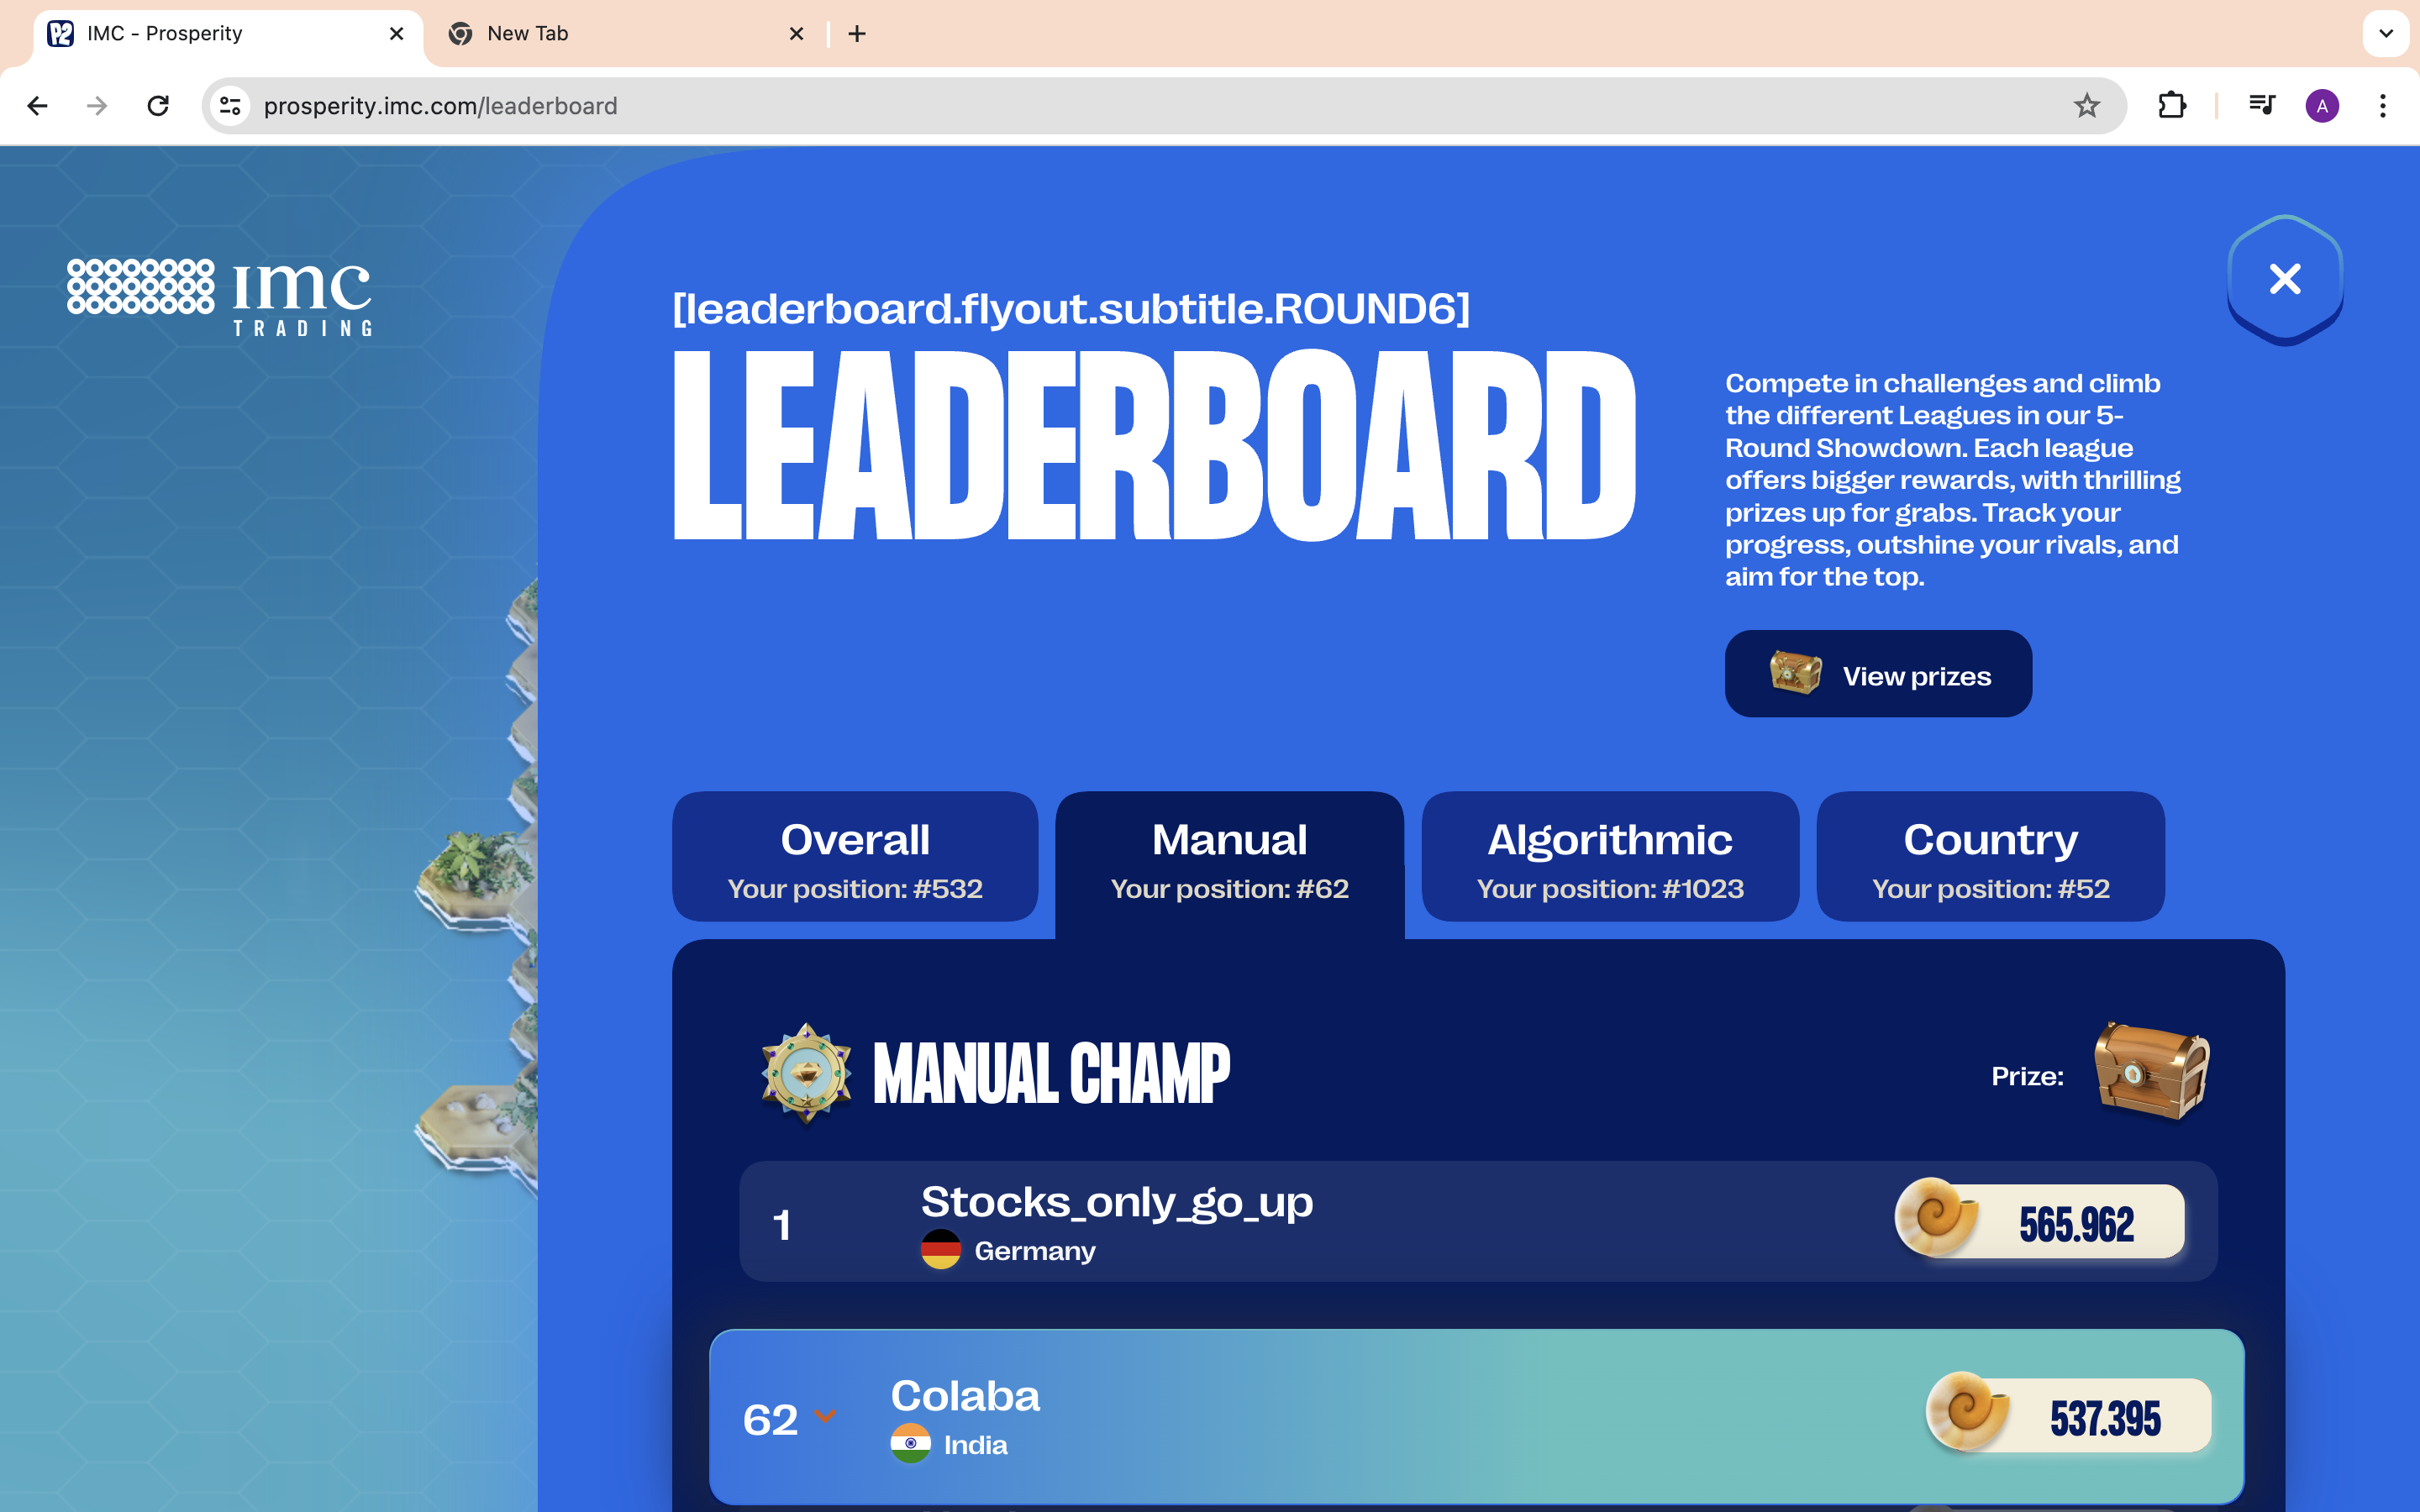 IMC - Prosperity
New Tab
prosperity.imc.com/leaderboard
A
imc
TRADING
[leaderboard.flyout.subtitle.ROUND6]
LEADERBOARD
Compete in challenges and climb
the different Leagues in our 5-
Round Showdown. Each league
offers bigger rewards, with thrilling
prizes up for grabs. Track your
progress, outshine your rivals, and
aim for the top.
View prizes
Overall
Your position: #532
Manual
Your position: #62
Algorithmic
Your position: #1023
Country
Your position: #52
MANUAL CHAMP
Prize:
1
Stocks_only_go_up
Germany
565.962
62
Colaba
India
537.395